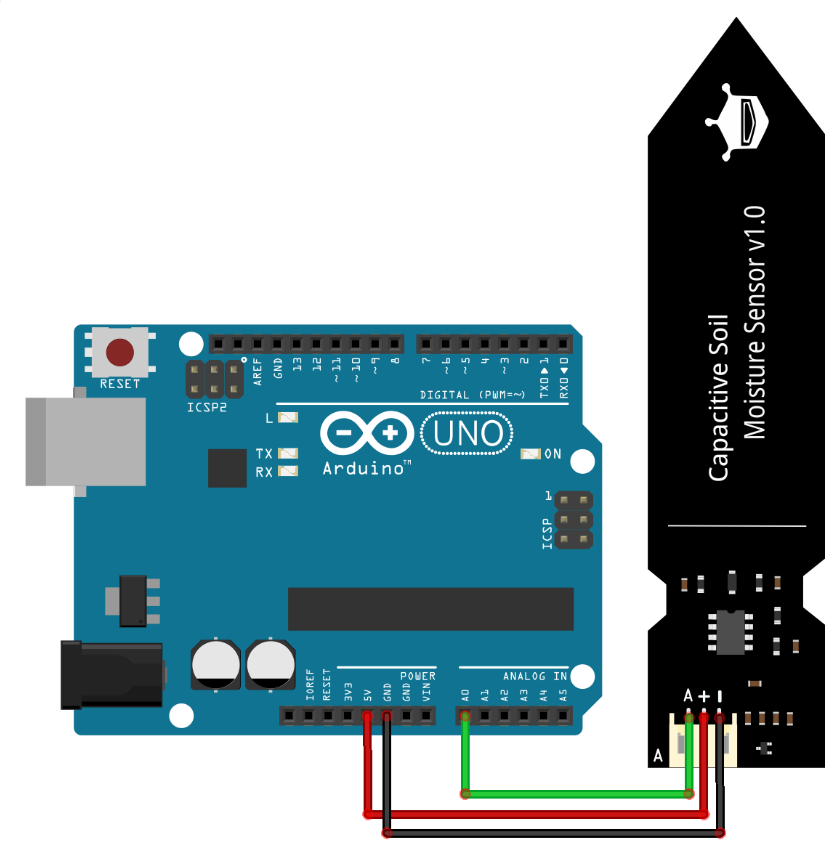 Capacitive Soil
Moisture Sensor v1.0
RESET
ICSP2
AREF
GND
13
12
~11
~10
~9
8
7
~6
~5
4
~3
2
TX0▶1
RX0◀0
DIGITAL (PWM=~)
L
TX
RX
UNO
Arduino™
ON
1
ICSP
POWER
ANALOG IN
IOREF
RESET
3V3
5V
GND
GND
VIN
A0
A1
A2
A3
A4
A5
A + -
A